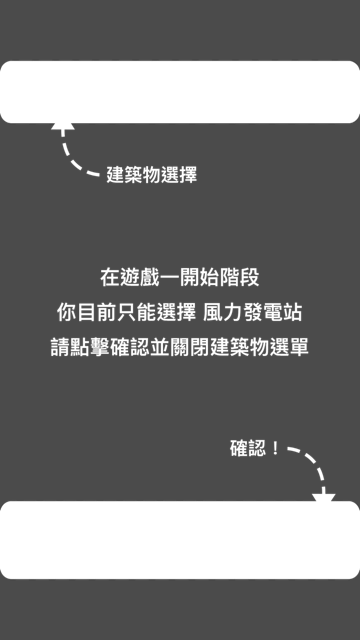 建築物選擇
在遊戲一開始階段
你目前只能選擇 風力發電站
請點擊確認並關閉建築物選單
確認！